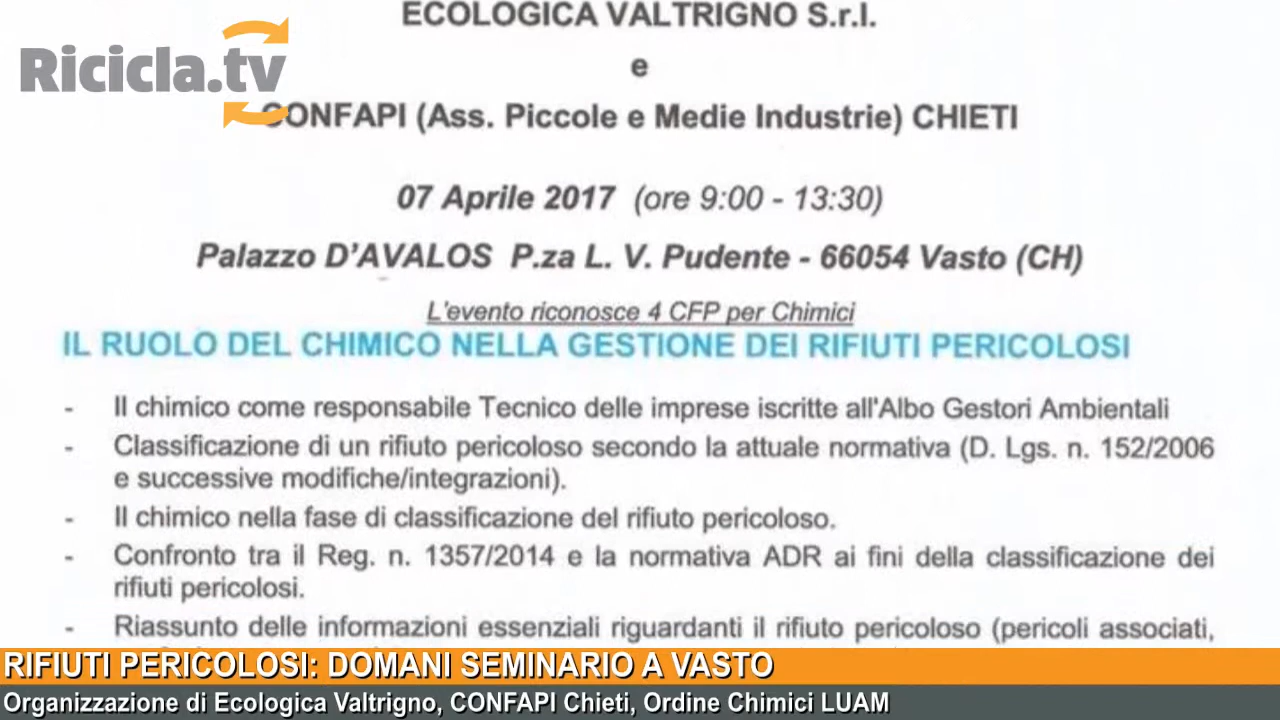 ECOLOGICA VALTRIGNO S.r.l.
Ricicla.tv
e
CONFAPI (Ass. Piccole e Medie Industrie) CHIETI
07 Aprile 2017 (ore 9:00 - 13:30)
Palazzo D'AVALOS P.za L. V. Pudente - 66054 Vasto (CH)
L'evento riconosce 4 CFP per Chimici
IL RUOLO DEL CHIMICO NELLA GESTIONE DEI RIFIUTI PERICOLOSI
- Il chimico come responsabile Tecnico delle imprese iscritte all'Albo Gestori Ambientali
- Classificazione di un rifiuto pericoloso secondo la attuale normativa (D. Lgs. n. 152/2006
e successive modifiche/integrazioni).
- Il chimico nella fase di classificazione del rifiuto pericoloso.
- Confronto tra il Reg. n. 1357/2014 e la normativa ADR ai fini della classificazione dei
rifiuti pericolosi.
- Riassunto delle informazioni essenziali riguardanti il rifiuto pericoloso (pericoli associati,
RIFIUTI PERICOLOSI: DOMANI SEMINARIO A VASTO
Organizzazione di Ecologica Valtrigno, CONFAPI Chieti, Ordine Chimici LUAM